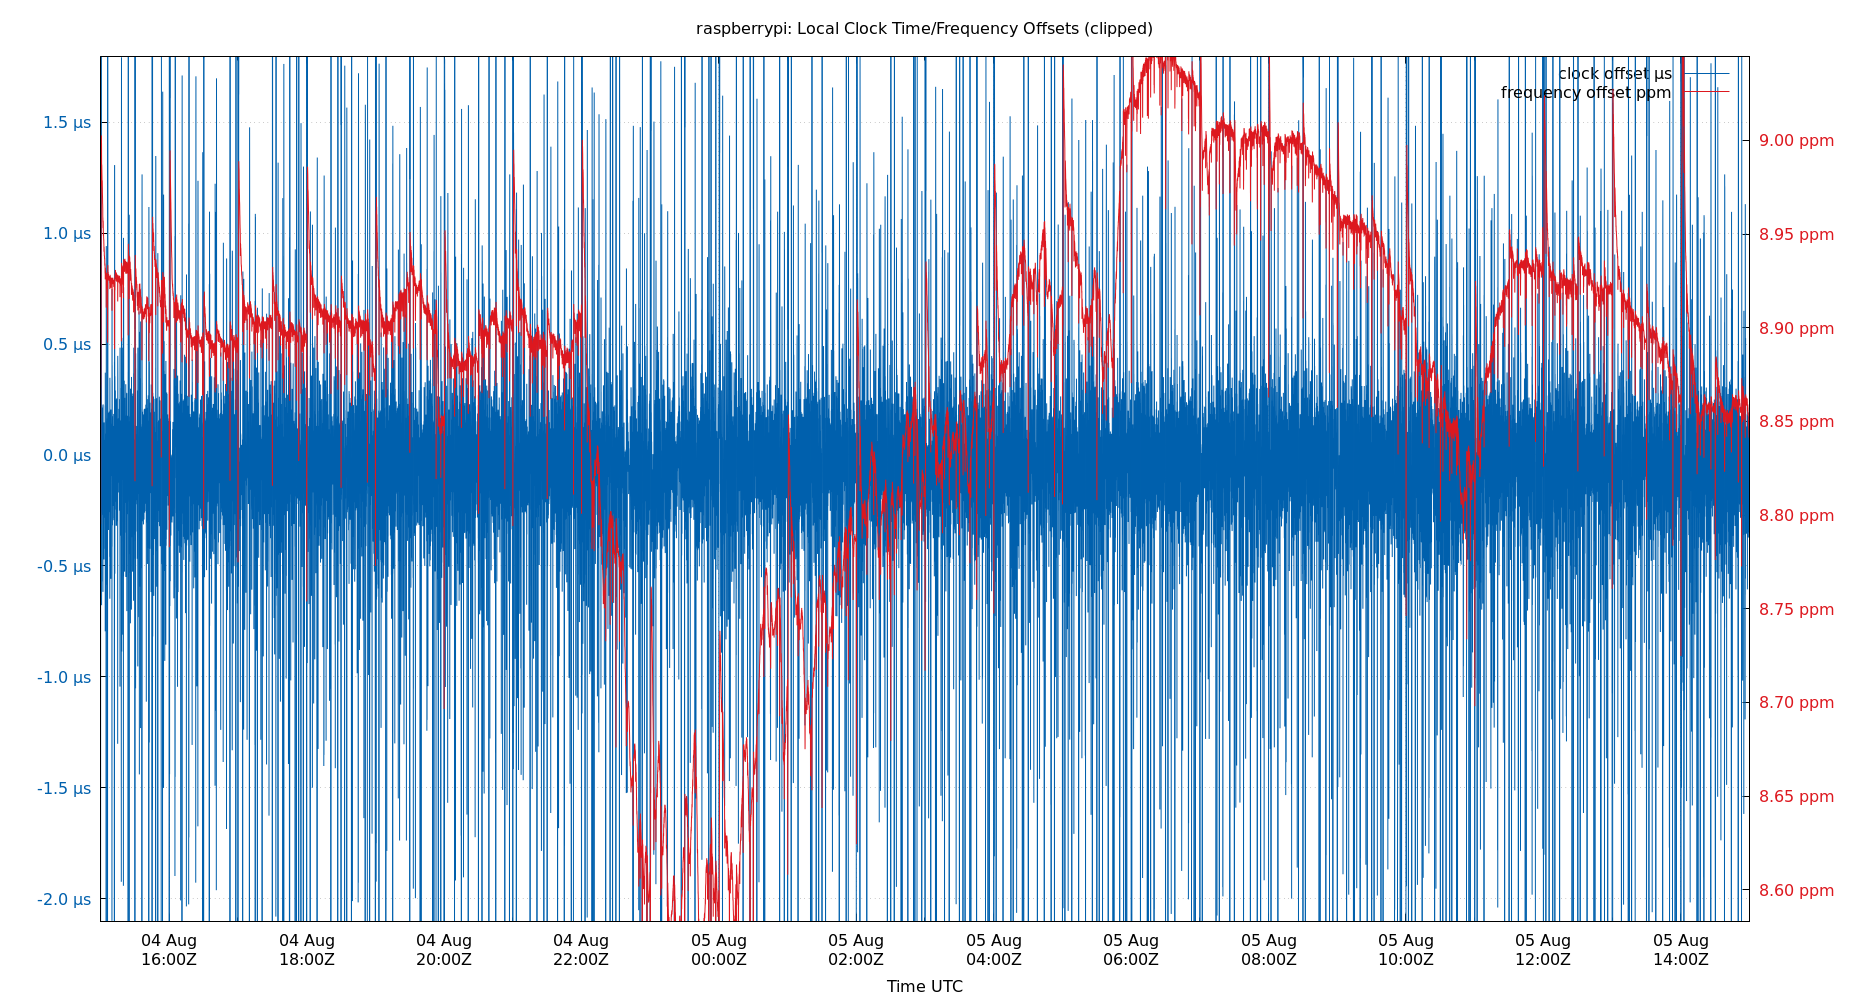 raspberrypi: Local Clock Time/Frequency Offsets (clipped)
clock offset µs
frequency offset ppm
1.5 µs
1.0 µs
0.5 µs
0.0 µs
-0.5 µs
-1.0 µs
-1.5 µs
-2.0 µs
9.00 ppm
8.95 ppm
8.90 ppm
8.85 ppm
8.80 ppm
8.75 ppm
8.70 ppm
8.65 ppm
8.60 ppm
04 Aug 04 Aug 04 Aug 04 Aug 05 Aug 05 Aug 05 Aug 05 Aug 05 Aug 05 Aug 05 Aug 05 Aug
16:00Z 18:00Z 20:00Z 22:00Z 00:00Z 02:00Z 04:00Z 06:00Z 08:00Z 10:00Z 12:00Z 14:00Z
Time UTC